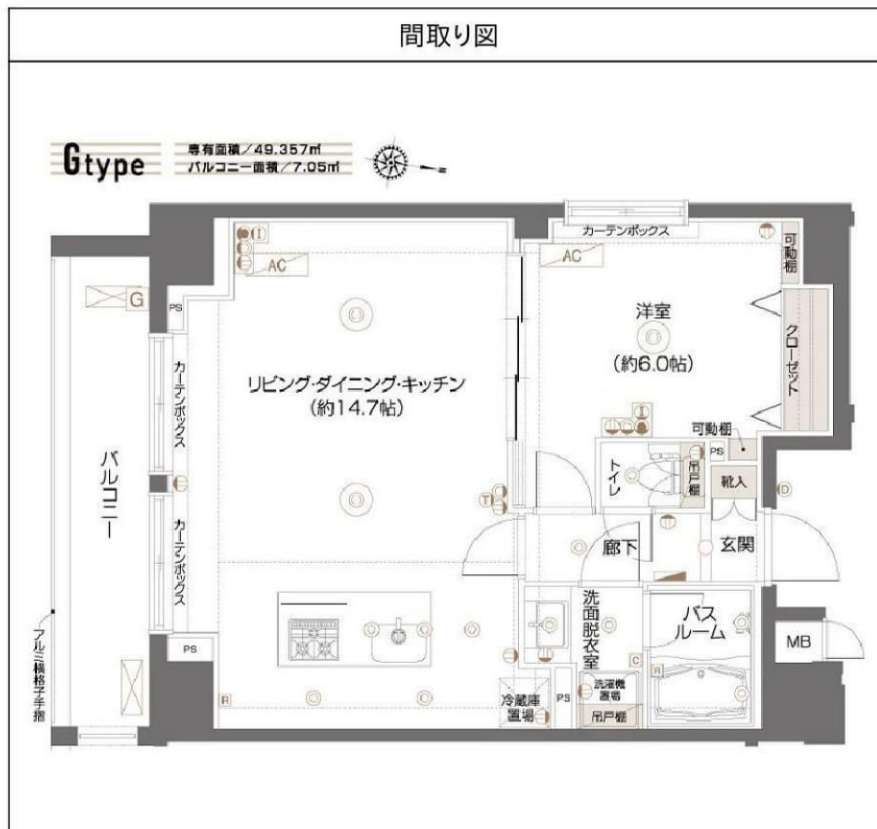 間取り図
Gtype
専有面積／49.357㎡
バルコニー面積／7.05㎡
N
カーテンボックス
I
AC
AC
可動棚
G
PS
洋室
(約6.0帖)
クローゼット
カーテンボックス
リビング・ダイニング・キッチン
(約14.7帖)
I
可動棚
バルコニー
トイレ
吊戸棚
PS
靴入
T
D
カーテンボックス
廊下
玄関
アルミ横格子手摺
洗面脱衣室
バス
ルーム
MB
PS
C
R
R
冷蔵庫
置場
PS
洗濯機
置場
吊戸棚